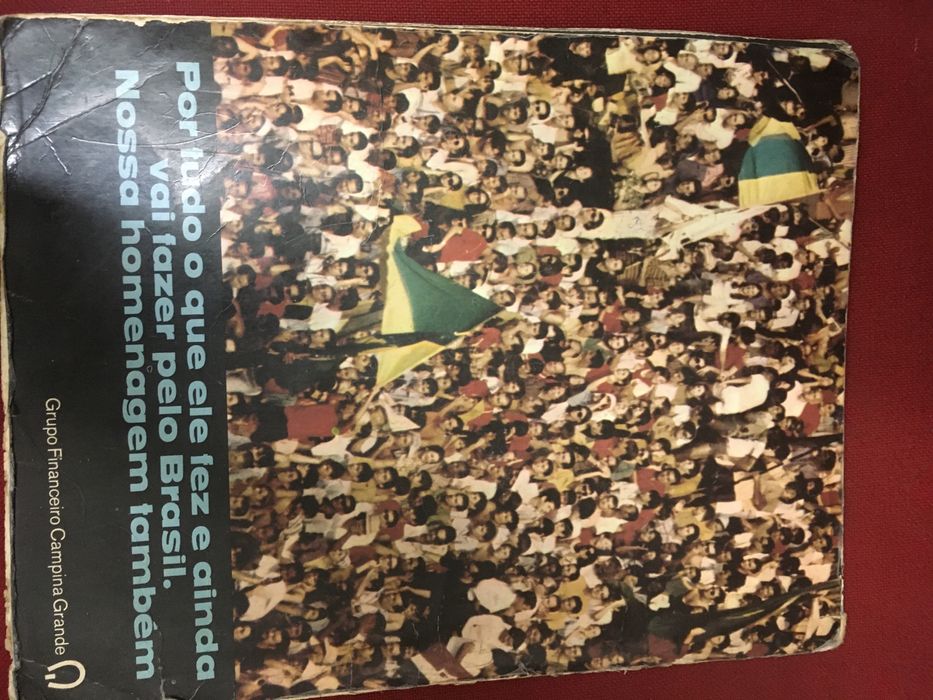 Por tudo o que ele fez e ainda
vai fazer pelo Brasil.
Nossa homenagem também
Grupo Financeiro Campina Grande